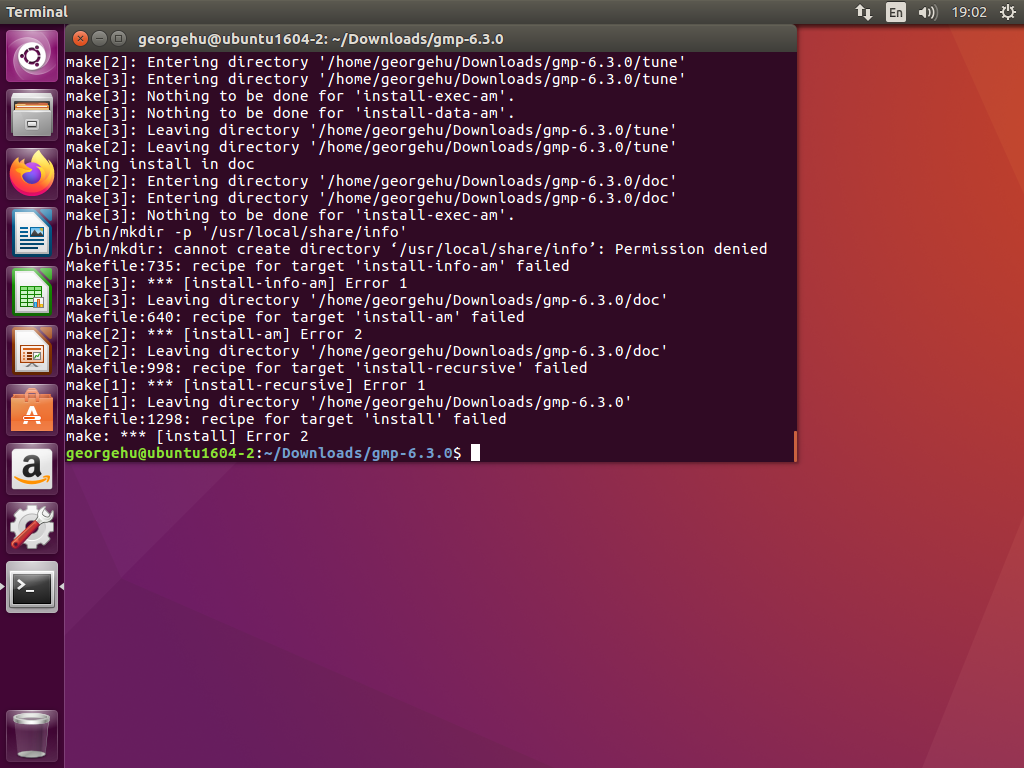 Terminal
En
19:02
georgehu@ubuntu1604-2: ~/Downloads/gmp-6.3.0
make[2]: Entering directory '/home/georgehu/Downloads/gmp-6.3.0/tune'
make[3]: Entering directory '/home/georgehu/Downloads/gmp-6.3.0/tune'
make[3]: Nothing to be done for 'install-exec-am'.
make[3]: Nothing to be done for 'install-data-am'.
make[3]: Leaving directory '/home/georgehu/Downloads/gmp-6.3.0/tune'
make[2]: Leaving directory '/home/georgehu/Downloads/gmp-6.3.0/tune'
Making install in doc
make[2]: Entering directory '/home/georgehu/Downloads/gmp-6.3.0/doc'
make[3]: Entering directory '/home/georgehu/Downloads/gmp-6.3.0/doc'
make[3]: Nothing to be done for 'install-exec-am'.
 /bin/mkdir -p '/usr/local/share/info'
/bin/mkdir: cannot create directory ‘/usr/local/share/info’: Permission denied
Makefile:735: recipe for target 'install-info-am' failed
make[3]: *** [install-info-am] Error 1
make[3]: Leaving directory '/home/georgehu/Downloads/gmp-6.3.0/doc'
Makefile:640: recipe for target 'install-am' failed
make[2]: *** [install-am] Error 2
make[2]: Leaving directory '/home/georgehu/Downloads/gmp-6.3.0/doc'
Makefile:998: recipe for target 'install-recursive' failed
make[1]: *** [install-recursive] Error 1
make[1]: Leaving directory '/home/georgehu/Downloads/gmp-6.3.0'
Makefile:1298: recipe for target 'install' failed
make: *** [install] Error 2
georgehu@ubuntu1604-2:~/Downloads/gmp-6.3.0$